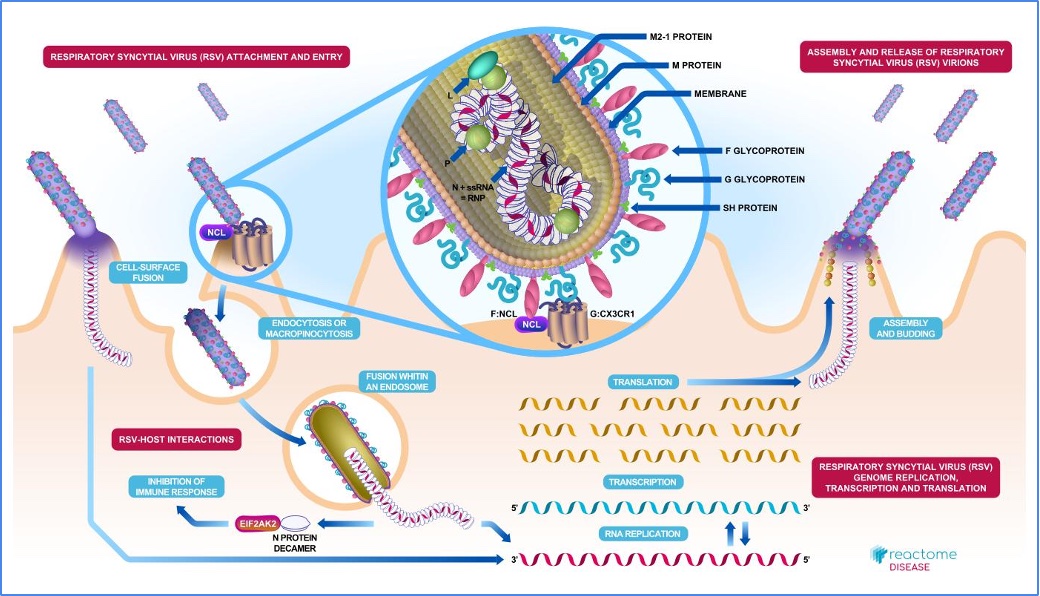 RESPIRATORY SYNCYTIAL VIRUS (RSV) ATTACHMENT AND ENTRY
M2-1 PROTEIN
M PROTEIN
MEMBRANE
F GLYCOPROTEIN
G GLYCOPROTEIN
SH PROTEIN
L
P
N + ssRNA
= RNP
F:NCL
NCL
G:CX3CR1
ASSEMBLY AND RELEASE OF RESPIRATORY
SYNCYTIAL VIRUS (RSV) VIRIONS
NCL
CELL-SURFACE
FUSION
ENDOCYTOSIS OR
MACROPINOCYTOSIS
ASSEMBLY
AND BUDDING
FUSION WHITIN
AN ENDOSOME
TRANSLATION
RSV-HOST INTERACTIONS
RESPIRATORY SYNCYTIAL VIRUS (RSV)
GENOME REPLICATION,
TRANSCRIPTION AND TRANSLATION
INHIBITION OF
IMMUNE RESPONSE
TRANSCRIPTION
5' 3'
EIF2AK2
N PROTEIN
DECAMER
RNA REPLICATION
3' 5'
reactome
DISEASE